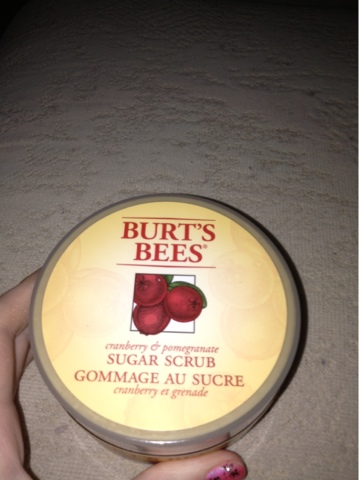 BURT'S
BEES®
cranberry & pomegranate
SUGAR SCRUB
GOMMAGE AU SUCRE
cranberry et grenade